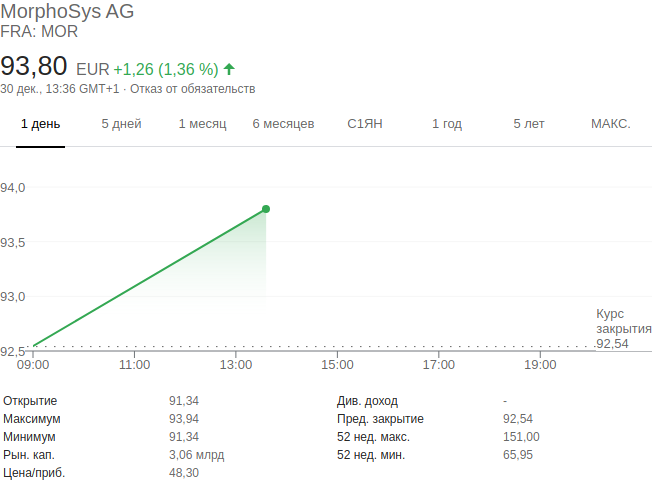 MorphoSys AG
FRA: MOR
93,80 EUR +1,26 (1,36 %)
30 дек., 13:36 GMT+1 · Отказ от обязательств
1 день 5 дней 1 месяц 6 месяцев С1ЯН 1 год 5 лет МАКС.
94,0
93,5
93,0
92,5
Курс
закрытия
92,54
09:00 11:00 13:00 15:00 17:00 19:00
Открытие 91,34 Див. доход -
Максимум 93,94 Пред. закрытие 92,54
Минимум 91,34 52 нед. макс. 151,00
Рын. кап. 3,06 млрд 52 нед. мин. 65,95
Цена/приб. 48,30